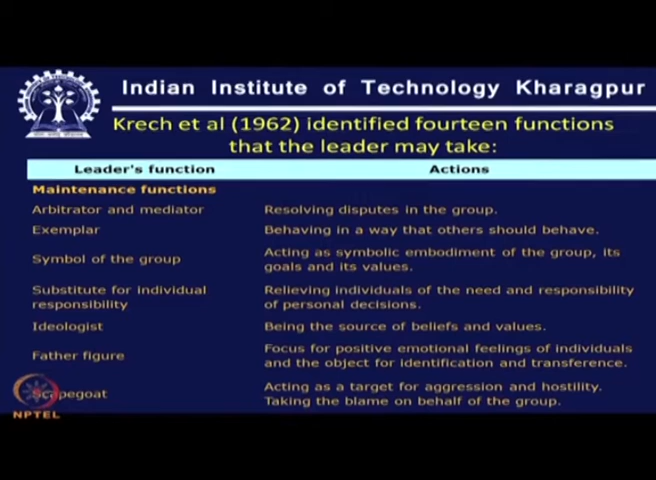 Indian Institute of Technology Kharagpur
Krech et al (1962) identified fourteen functions
that the leader may take:
Leader's function Actions
Maintenance functions
Arbitrator and mediator Resolving disputes in the group.
Exemplar Behaving in a way that others should behave.
Symbol of the group Acting as symbolic embodiment of the group, its
goals and its values.
Substitute for individual
responsibility Relieving individuals of the need and responsibility
of personal decisions.
Ideologist Being the source of beliefs and values.
Father figure Focus for positive emotional feelings of individuals
and the object for identification and transference.
Scapegoat Acting as a target for aggression and hostility.
Taking the blame on behalf of the group.
NPTEL